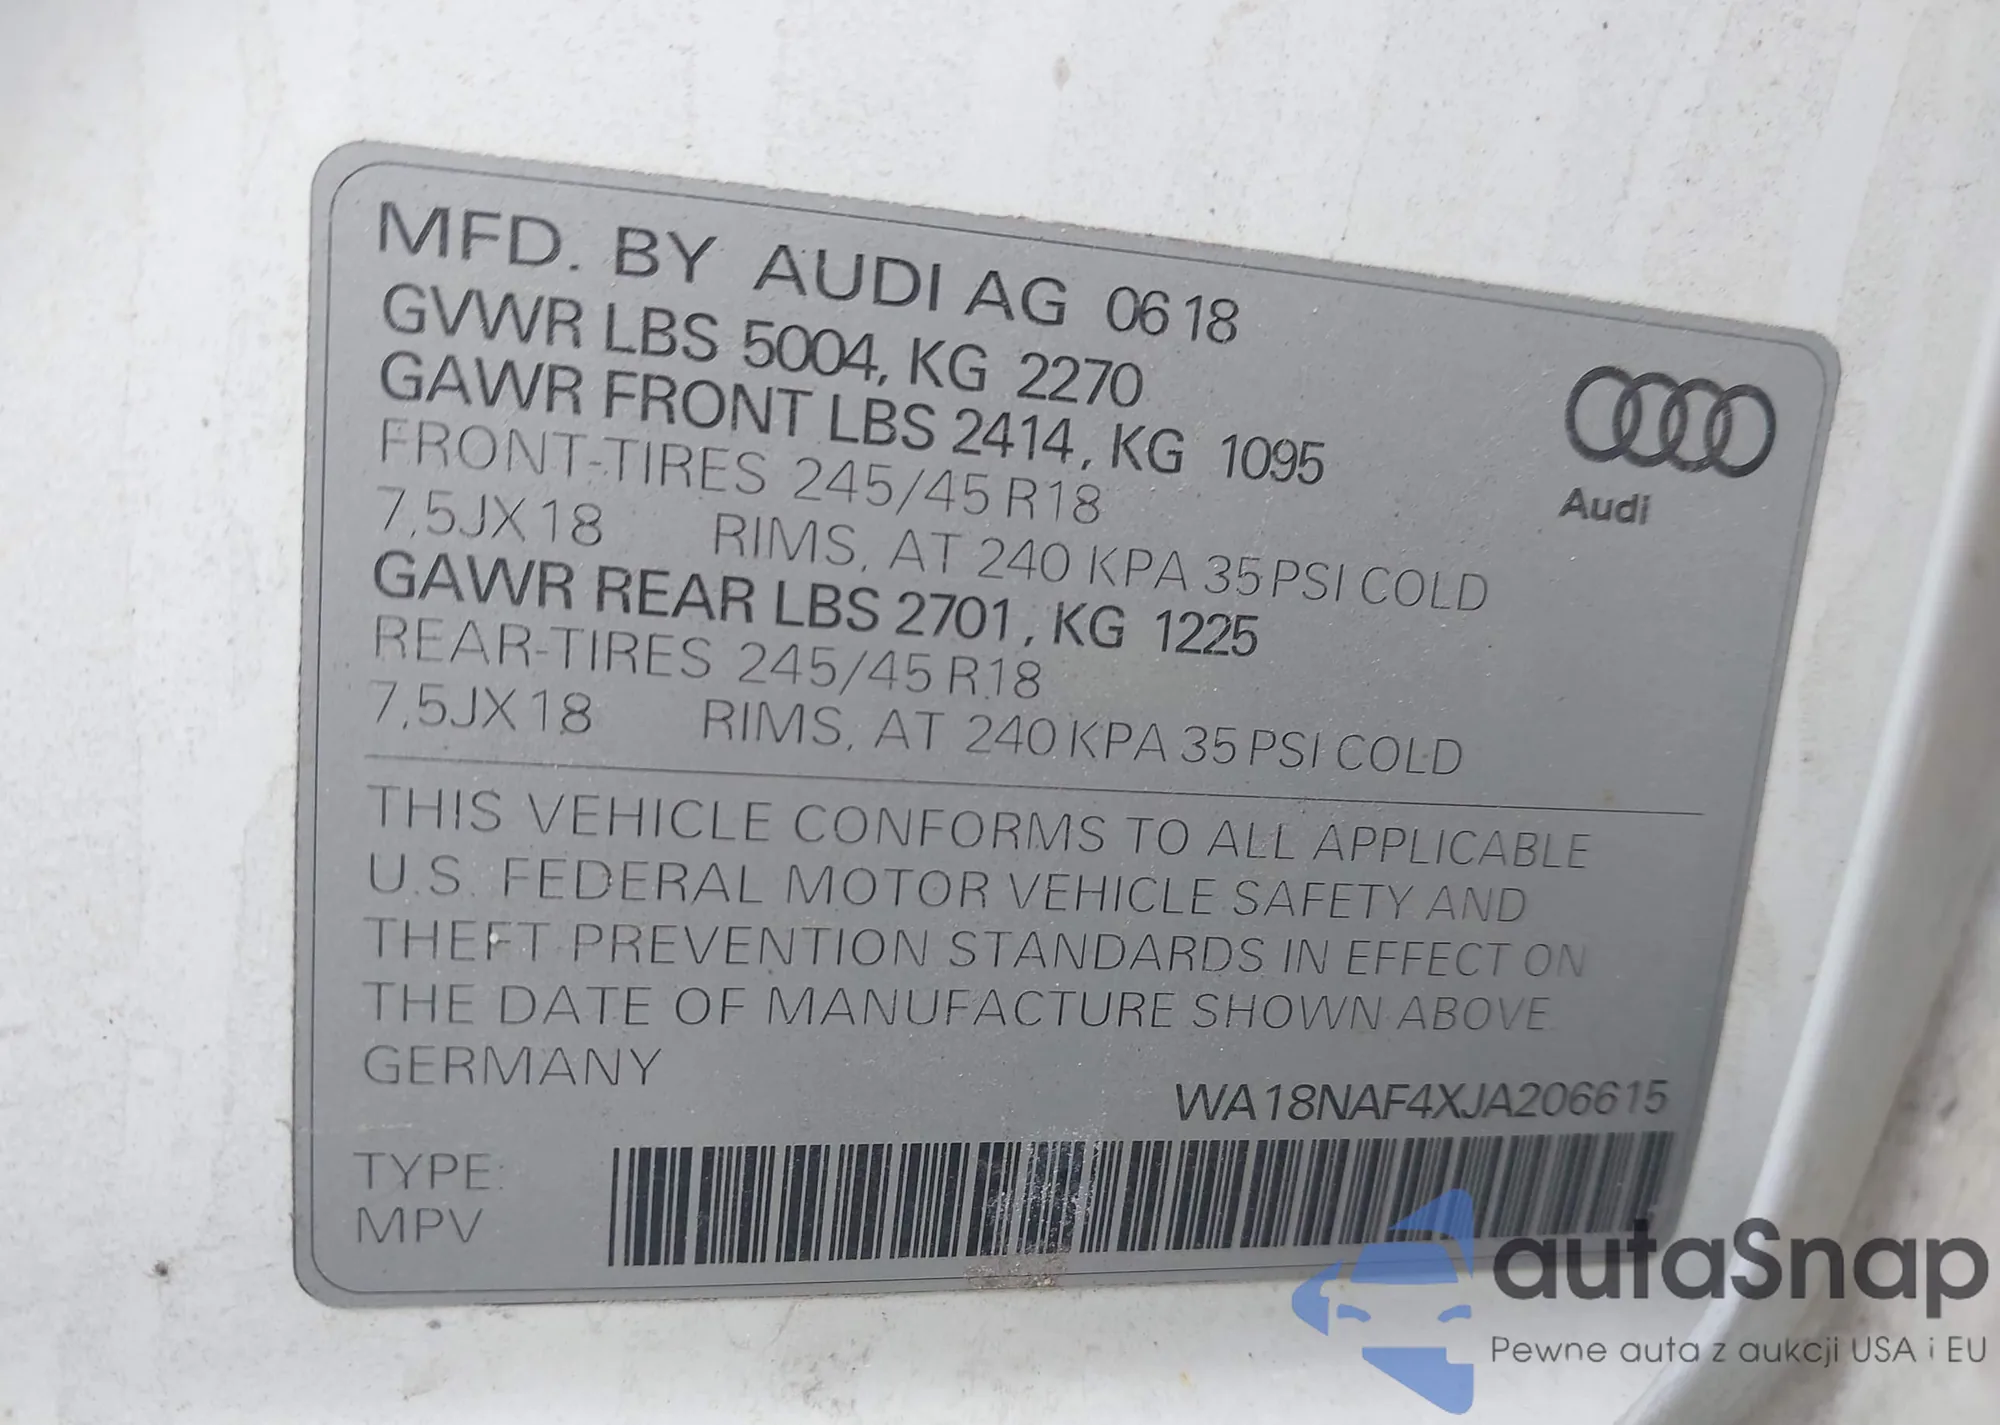 MFD. BY AUDI AG 0618
GVWR LBS 5004, KG 2270
GAWR FRONT LBS 2414, KG 1095
FRONT-TIRES 245/45 R18
7,5JX18 RIMS, AT 240 KPA 35PSI COLD
GAWR REAR LBS 2701, KG 1225
REAR-TIRES 245/45 R18
7,5JX18 RIMS, AT 240 KPA 35 PSI COLD
Audi
THIS VEHICLE CONFORMS TO ALL APPLICABLE
U.S. FEDERAL MOTOR VEHICLE SAFETY AND
THEFT PREVENTION STANDARDS IN EFFECT ON
THE DATE OF MANUFACTURE SHOWN ABOVE
GERMANY
WA18NAF4XJA206615
TYPE:
MPV
autaSnap
Pewne auta z aukcji USA i EU